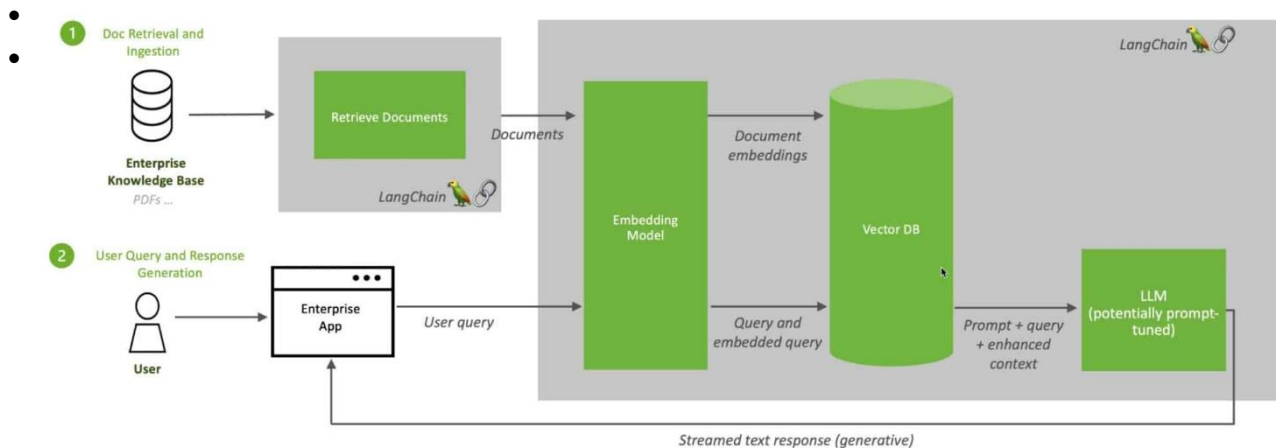 1
Doc Retrieval and
Ingestion
Enterprise
Knowledge Base
PDFs ...
Retrieve Documents
LangChain
Documents
LangChain
Embedding
Model
Document
embeddings
Vector DB
2
User Query and Response
Generation
User
Enterprise
App
User query
Query and
embedded query
Prompt + query
+ enhanced
context
LLM
(potentially prompt-
tuned)
Streamed text response (generative)